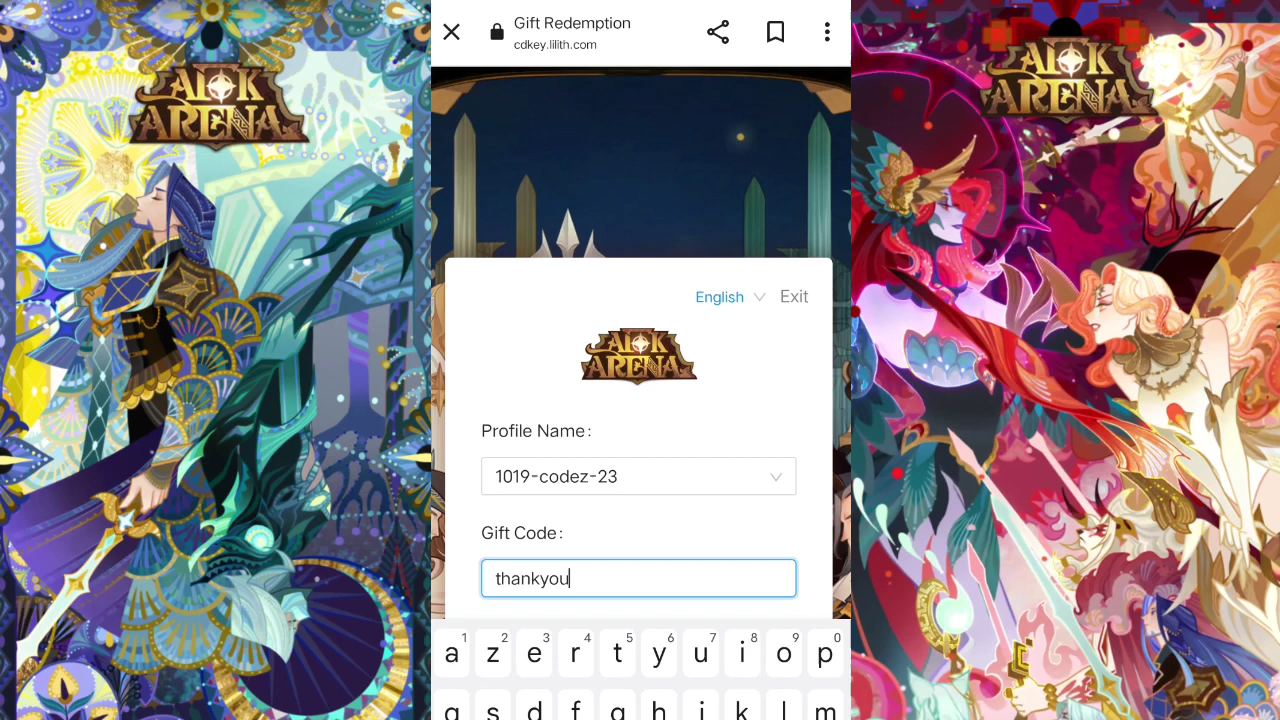 AFK
ARENA
Gift Redemption
cdkey.lilith.com
English Exit
AFK
ARENA
Profile Name:
1019-codez-23
Gift Code:
thankyou
a 1 z 2 e 3 r 4 t 5 y 6 u 7 i 8 o 9 p 0
q s d f g h j k l m
AFK
ARENA